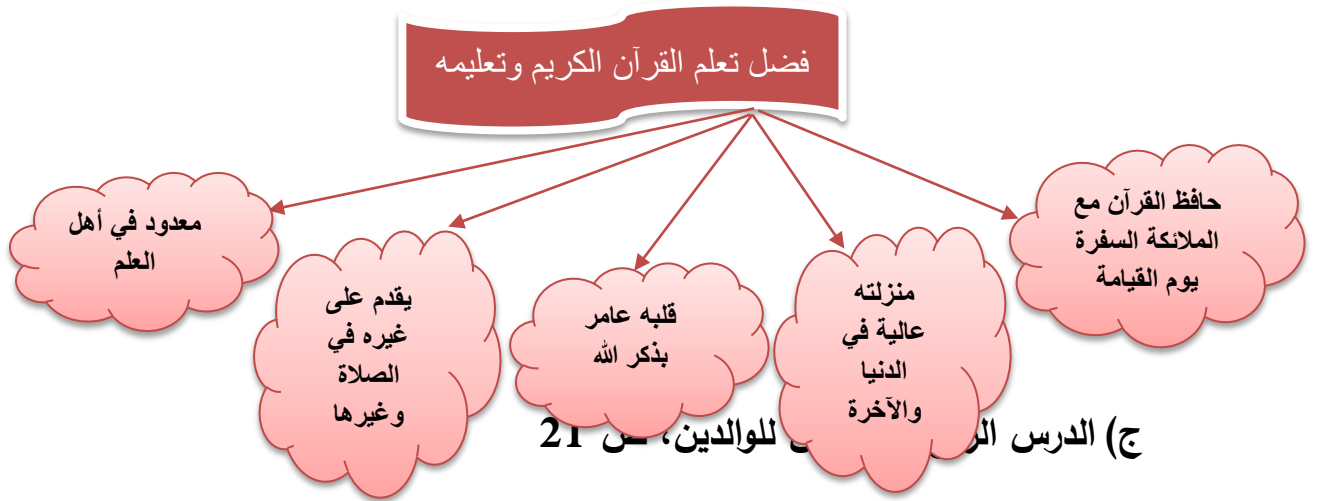 فضل تعلم القرآن الكريم وتعليمه
حافظ القرآن مع
الملائكة السفرة
يوم القيامة
منزلته
عالية في
الدنيا
والآخرة
قلبه عامر
بذكر الله
يقدم على
غيره في
الصلاة
وغيرها
معدود في أهل
العلم
ج) الدرس للوالدين، 21